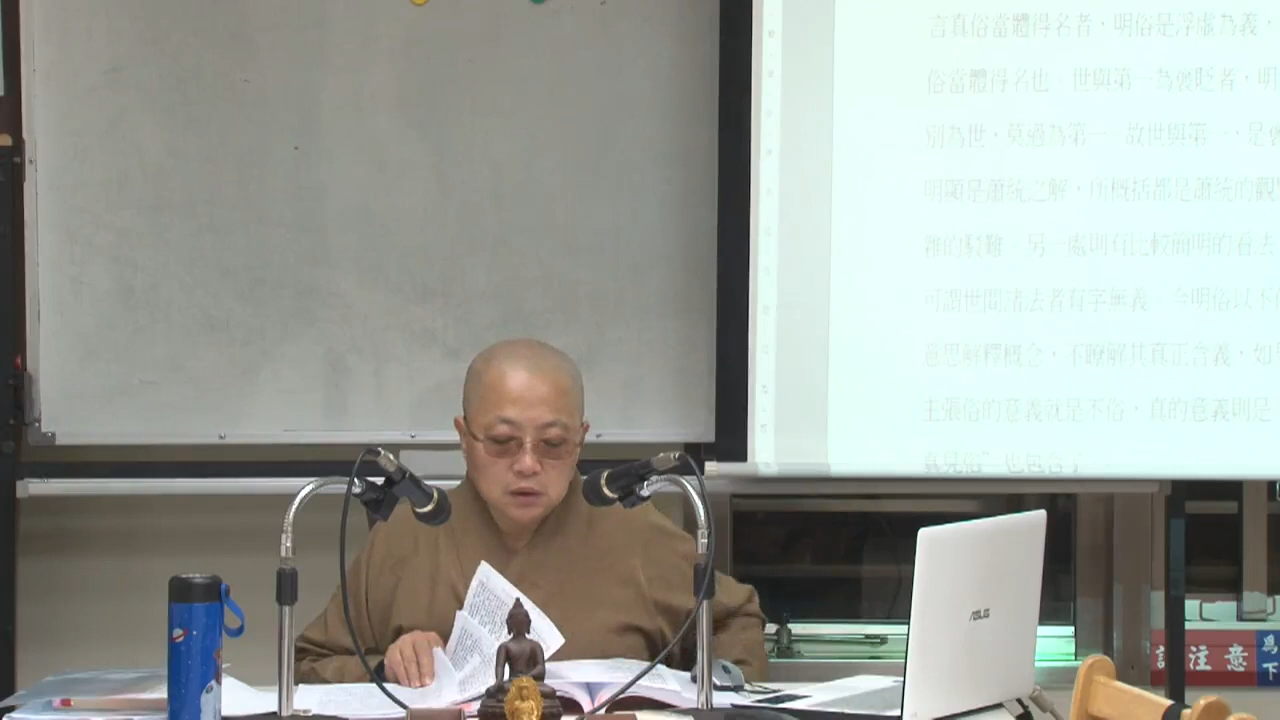 言真俗當體得名者，明俗是浮虛為義，
俗當體得名也。世與第一為褒貶者，明
別為世，莫過為第一。故世與第一，是褒
明顯是蕭統之解，所概括都是蕭統的觀
雜的駁難。另一處則有比較簡明的看法
可謂世間諸法者有字無義。今明俗以不
意思解釋概念，不瞭解其真正含義，如
主張俗的意義就是不俗，真的意義則是
ASUS
注意